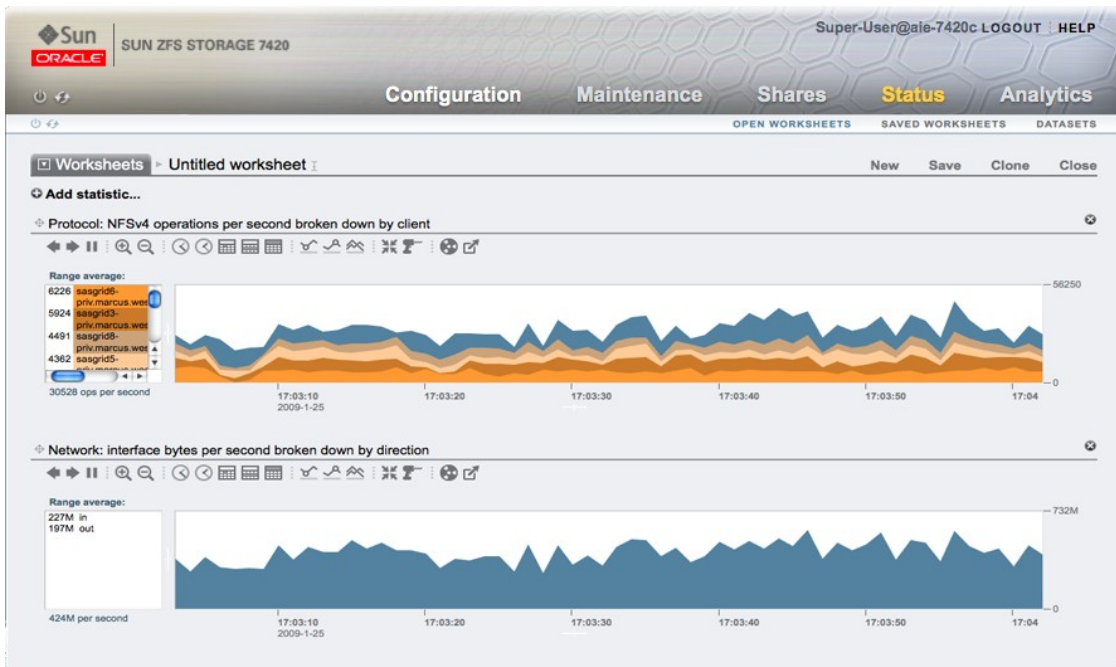 Sun
ORACLE
SUN ZFS STORAGE 7420
Super-User@aie-7420c LOGOUT HELP
Configuration Maintenance Shares Status Analytics
OPEN WORKSHEETS SAVED WORKSHEETS DATASETS
Worksheets Untitled worksheet
New Save Clone Close
Add statistic...
Protocol: NFSv4 operations per second broken down by client
Range average:
6226 sasgrid6-
priv.marcus.wes
5924 sasgrid3-
priv.marcus.wes
4491 sasgrid8-
priv.marcus.wes
4362 sasgrid5-
30528 ops per second
56250
0
17:03:10 17:03:20 17:03:30 17:03:40 17:03:50 17:04
2009-1-25
Network: interface bytes per second broken down by direction
Range average:
227M in
197M out
424M per second
732M
0
17:03:10 17:03:20 17:03:30 17:03:40 17:03:50 17:04
2009-1-25